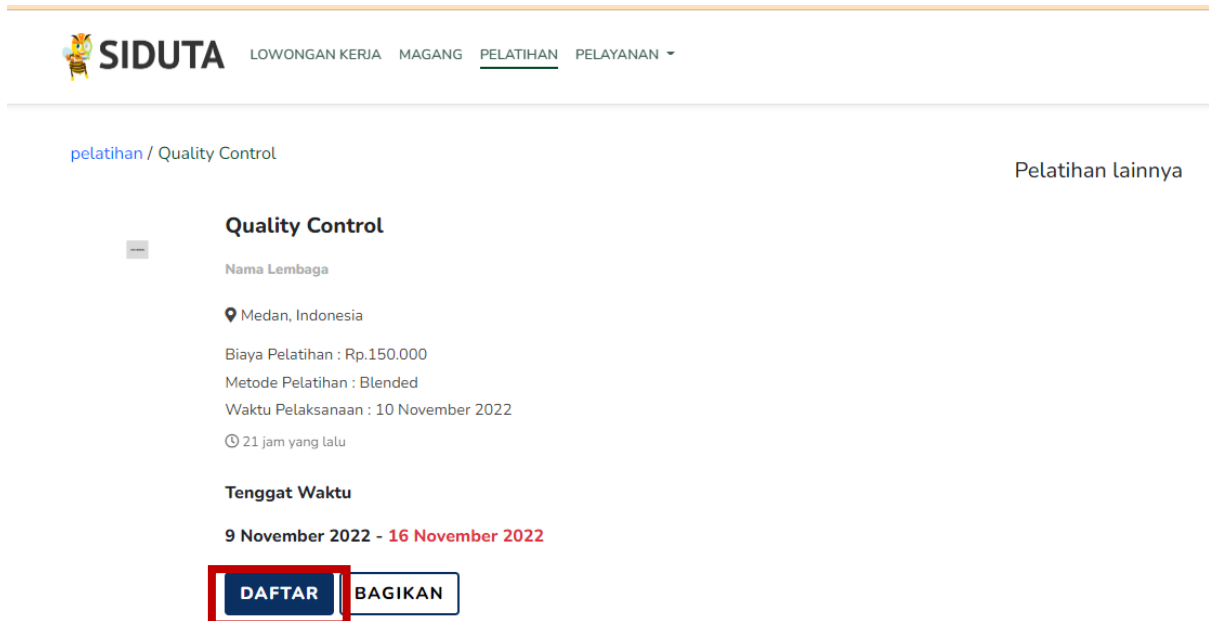 SIDUTA LOWONGAN KERJA MAGANG PELATIHAN PELAYANAN
pelatihan / Quality Control
Pelatihan lainnya
Quality Control
Nama Lembaga
Medan, Indonesia
Biaya Pelatihan : Rp.150.000
Metode Pelatihan : Blended
Waktu Pelaksanaan : 10 November 2022
21 jam yang lalu
Tenggat Waktu
9 November 2022 - 16 November 2022
DAFTAR BAGIKAN